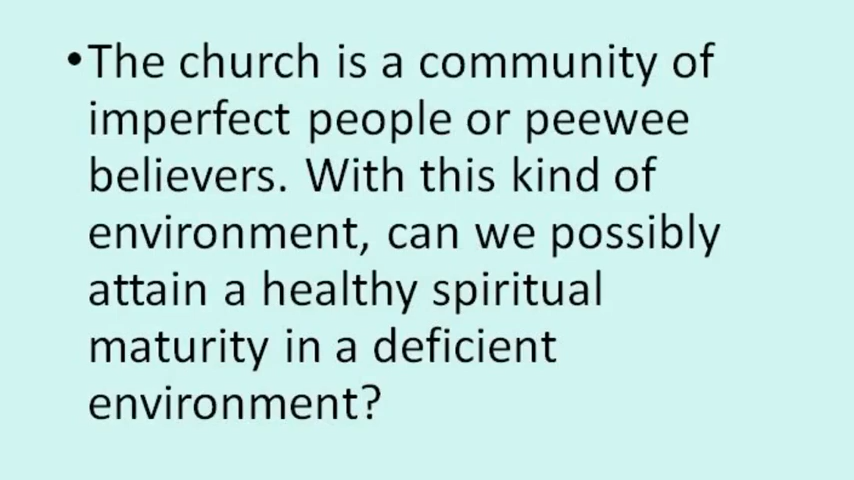 •The church is a community of
imperfect people or peewee
believers. With this kind of
environment, can we possibly
attain a healthy spiritual
maturity in a deficient
environment?